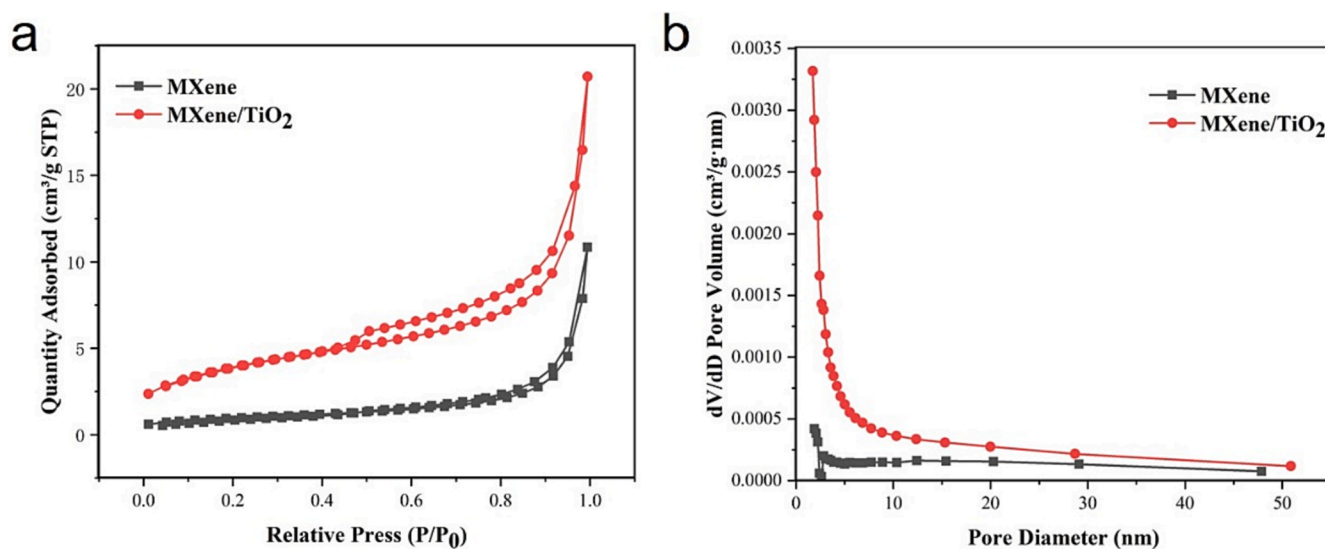 a
MXene
MXene/TiO₂
Quantity Adsorbed (cm³/g STP)
20
15
10
5
0
0.0 0.2 0.4 0.6 0.8 1.0
Relative Press (P/P₀)
b
MXene
MXene/TiO₂
dV/dD Pore Volume (cm³/g·nm)
0.0035
0.0030
0.0025
0.0020
0.0015
0.0010
0.0005
0.0000
0 10 20 30 40 50
Pore Diameter (nm)